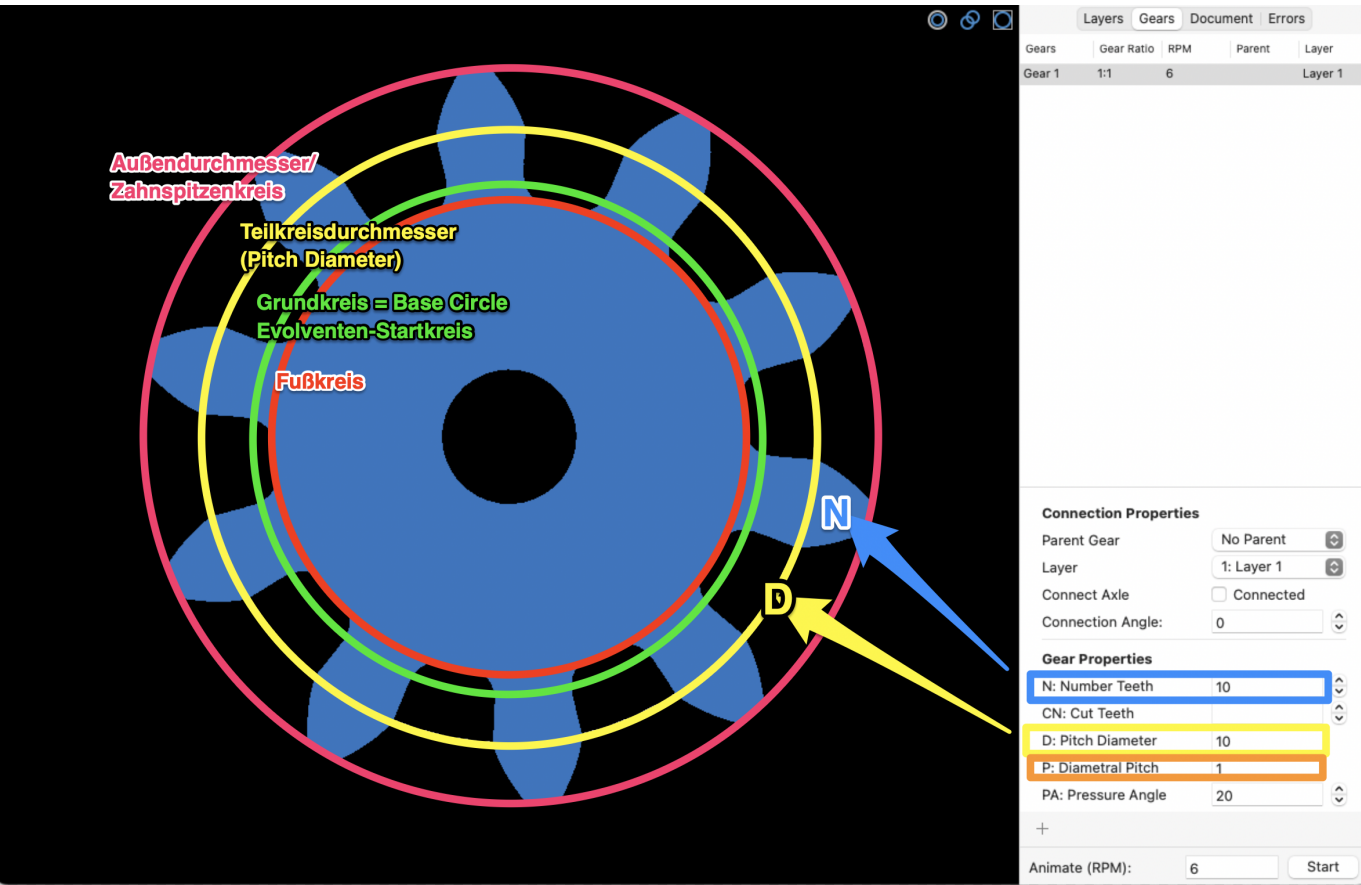 Layers Gears Document Errors
Gears Gear Ratio RPM Parent Layer
Gear 1 1:1 6 Layer 1
Außendurchmesser/
Zahnspitzenkreis
Teilkreisdurchmesser
(Pitch Diameter)
Grundkreis = Base Circle
Evolventen-Startkreis
Fußkreis
N
D
Connection Properties
Parent Gear No Parent
Layer 1: Layer 1
Connect Axle Connected
Connection Angle: 0
Gear Properties
N: Number Teeth 10
CN: Cut Teeth
D: Pitch Diameter 10
P: Diametral Pitch 1
PA: Pressure Angle 20
+
Animate (RPM): 6 Start